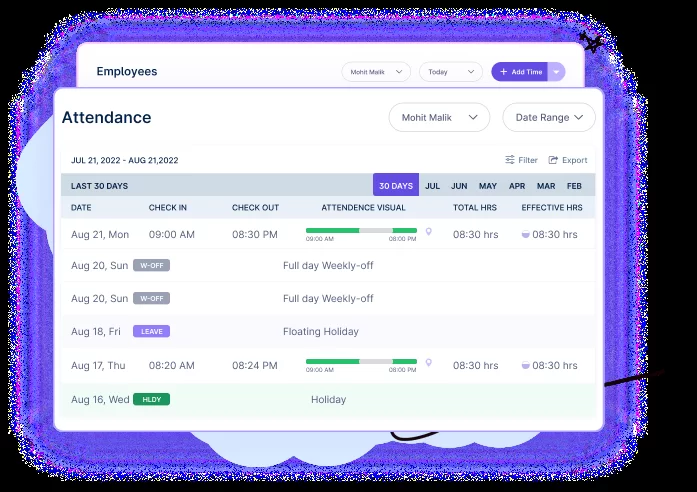 Employees
Mohit Malik
Today
+ Add Time
Attendance
Mohit Malik
Date Range
JUL 21, 2022 - AUG 21,2022
Filter
Export
LAST 30 DAYS
30 DAYS JUL JUN MAY APR MAR FEB
DATE CHECK IN CHECK OUT ATTENDENCE VISUAL TOTAL HRS EFFECTIVE HRS
Aug 21, Mon 09:00 AM 08:30 PM 08:30 hrs 08:30 hrs
09:00 AM 08:00 PM
Aug 20, Sun W-OFF Full day Weekly-off
Aug 20, Sun W-OFF Full day Weekly-off
Aug 18, Fri LEAVE Floating Holiday
Aug 17, Thu 08:20 AM 08:24 PM 08:30 hrs 08:30 hrs
09:00 AM 08:00 PM
Aug 16, Wed HLDY Holiday